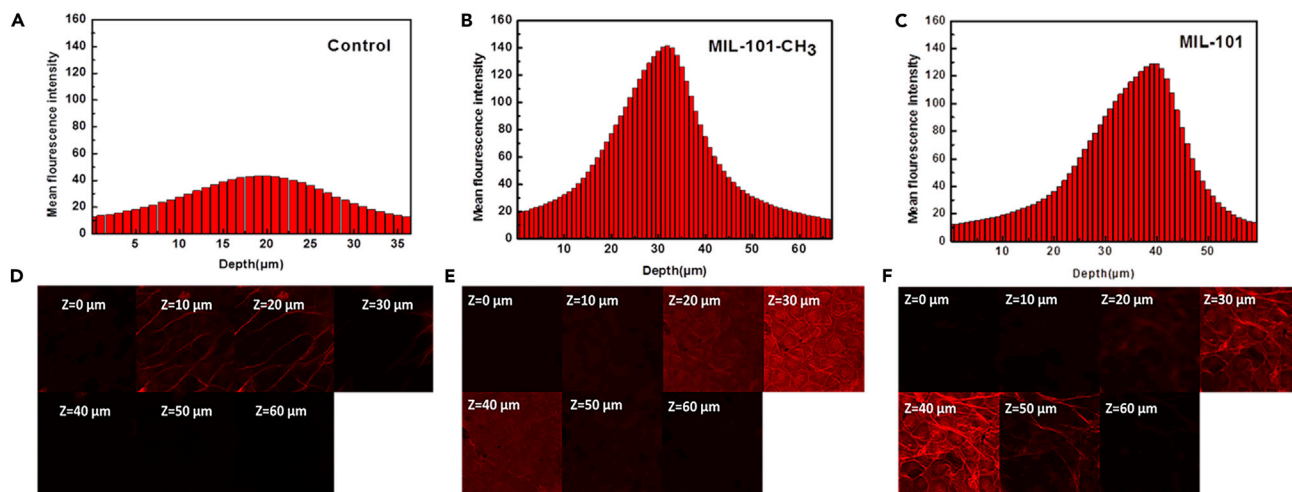 A
Control
Mean flourescence intensity
160
140
120
100
80
60
40
20
0
5 10 15 20 25 30 35
Depth(µm)
B
MIL-101-CH3
Mean flourescence intensity
160
140
120
100
80
60
40
20
0
10 20 30 40 50 60
Depth(µm)
C
MIL-101
Mean flourescence intensity
160
140
120
100
80
60
40
20
0
10 20 30 40 50
Depth(µm)
D
Z=0 µm Z=10 µm Z=20 µm Z=30 µm
Z=40 µm Z=50 µm Z=60 µm
E
Z=0 µm Z=10 µm Z=20 µm Z=30 µm
Z=40 µm Z=50 µm Z=60 µm
F
Z=0 µm Z=10 µm Z=20 µm Z=30 µm
Z=40 µm Z=50 µm Z=60 µm